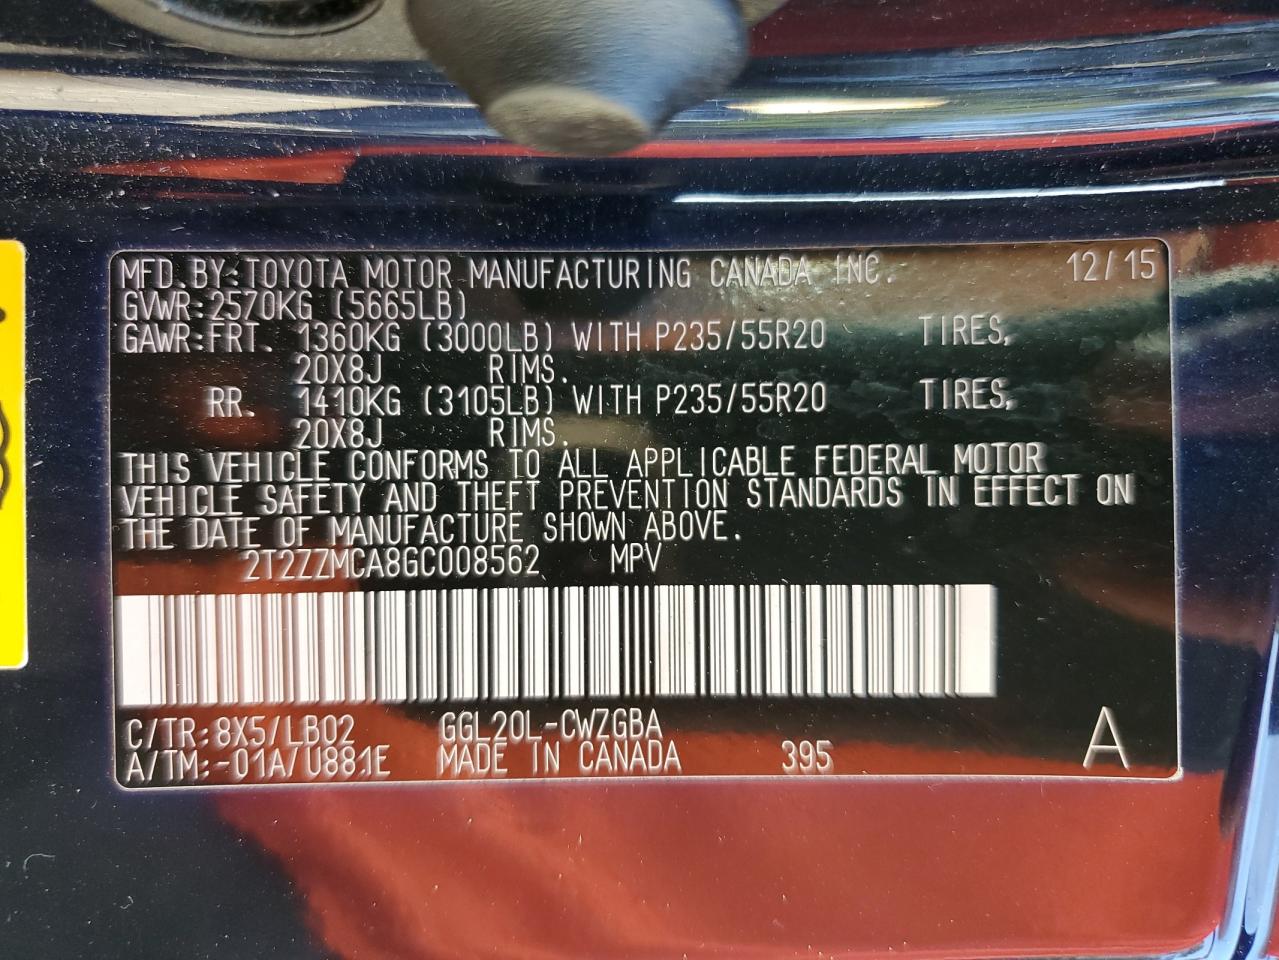 MFD.BY:TOYOTA MOTOR MANUFACTURING CANADA INC. 12/15
GVWR:2570KG (5665LB)
GAWR:FRT. 1360KG (3000LB) WITH P235/55R20 TIRES,
20X8J RIMS.
RR. 1410KG (3105LB) WITH P235/55R20 TIRES,
20X8J RIMS.
THIS VEHICLE CONFORMS TO ALL APPLICABLE FEDERAL MOTOR
VEHICLE SAFETY AND THEFT PREVENTION STANDARDS IN EFFECT ON
THE DATE OF MANUFACTURE SHOWN ABOVE.
2T2ZZMCA8GC008562 MPV
C/TR:8X5/LB02 GGL20L-CWZGBA
A/TM:-01A/U881E MADE IN CANADA 395 A